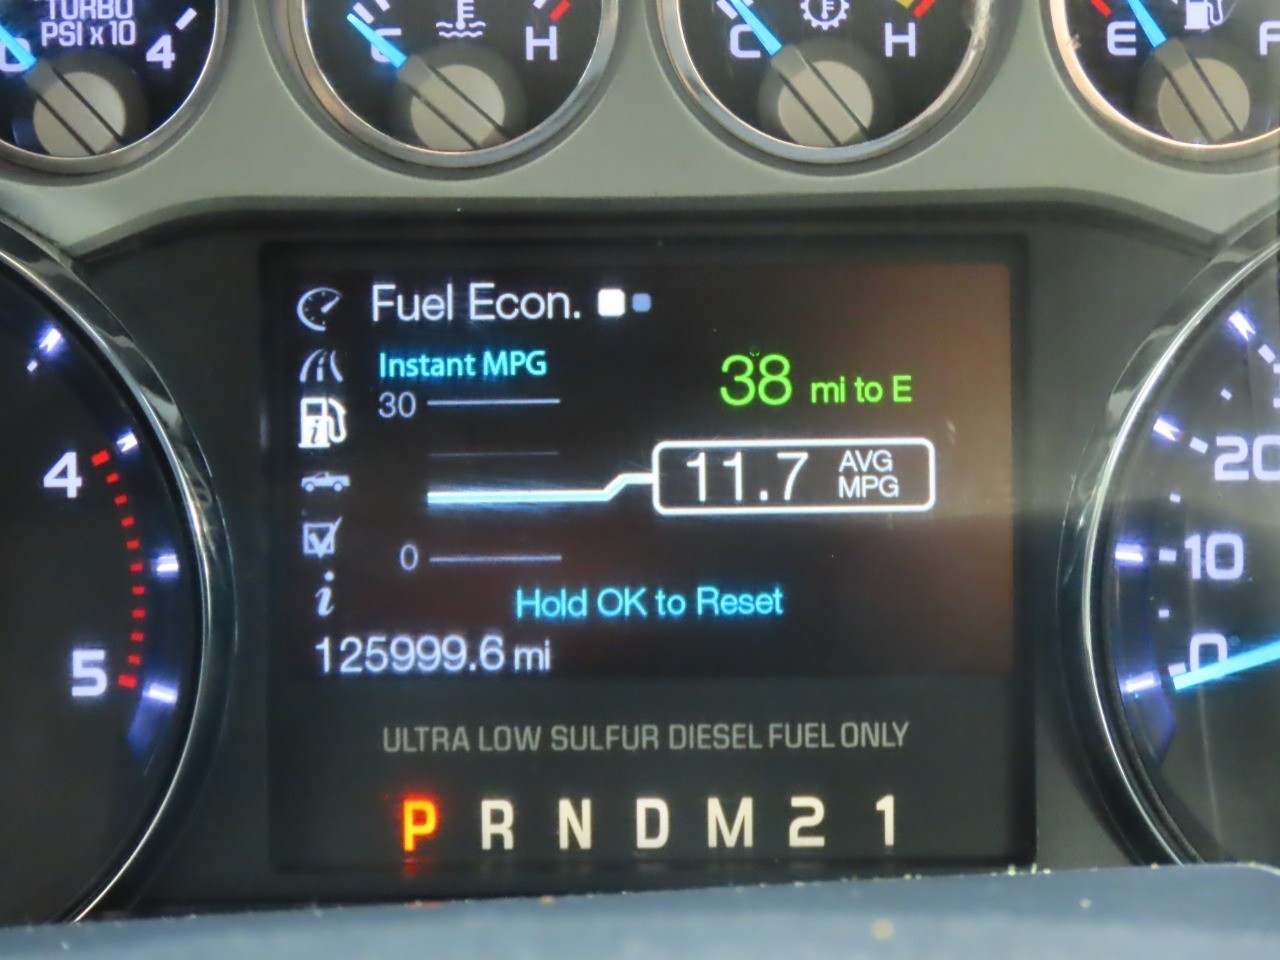 TURBO
PSI x 10
0 4
C H
C H
E F
Fuel Econ.
Instant MPG
30
38 mi to E
11.7 AVG MPG
0
Hold OK to Reset
125999.6 mi
ULTRA LOW SULFUR DIESEL FUEL ONLY
P R N D M 2 1
4
5
20
10
0